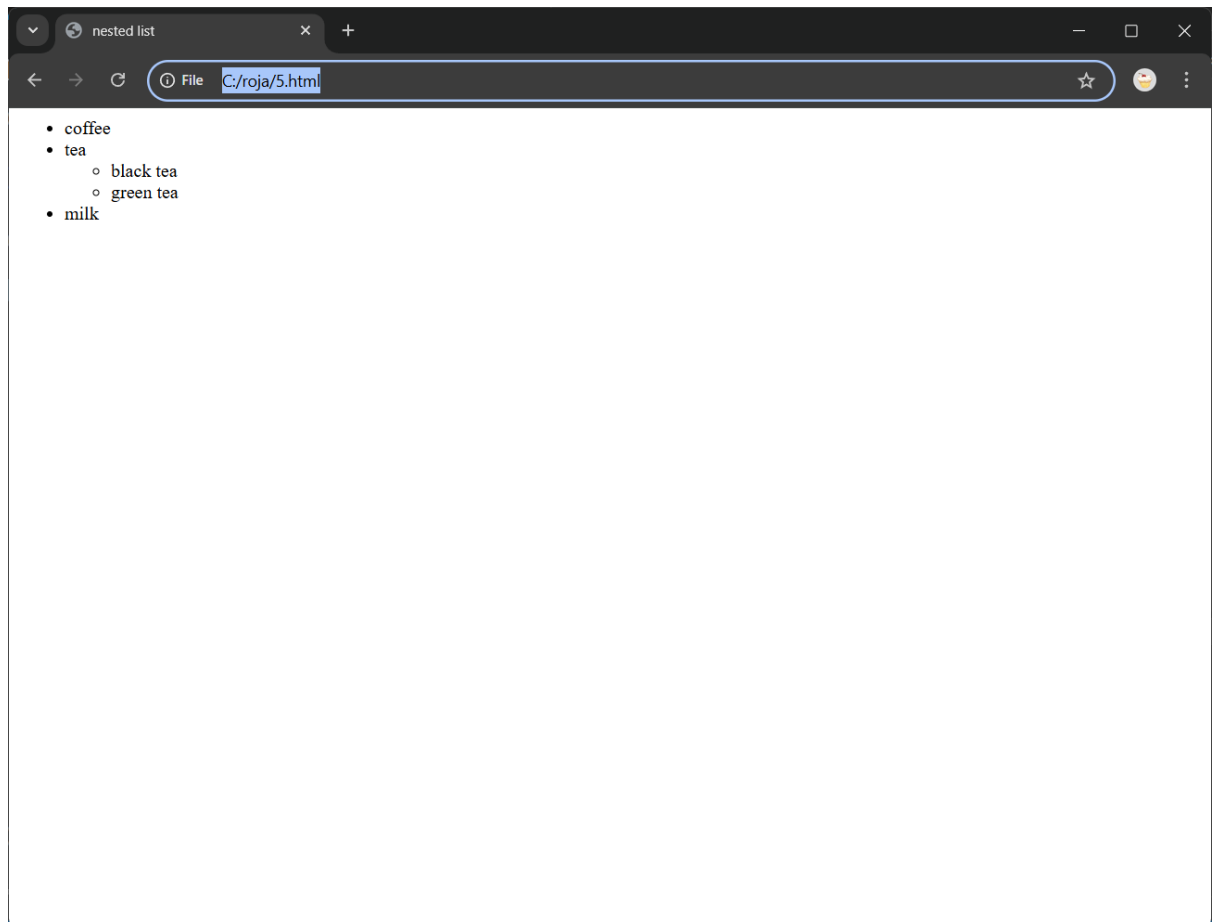 nested list
File C:/roja/5.html
coffee
tea
black tea
green tea
milk